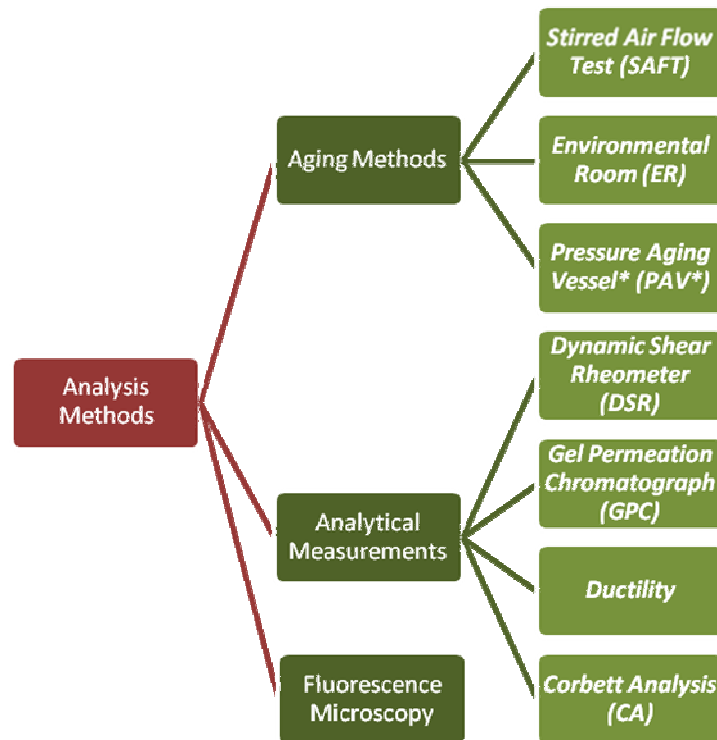 Stirred Air Flow
Test (SAFT)
Aging Methods
Environmental
Room (ER)
Pressure Aging
Vessel* (PAV*)
Analysis
Methods
Dynamic Shear
Rheometer
(DSR)
Gel Permeation
Chromatograph
(GPC)
Analytical
Measurements
Ductility
Fluorescence
Microscopy
Corbett Analysis
(CA)